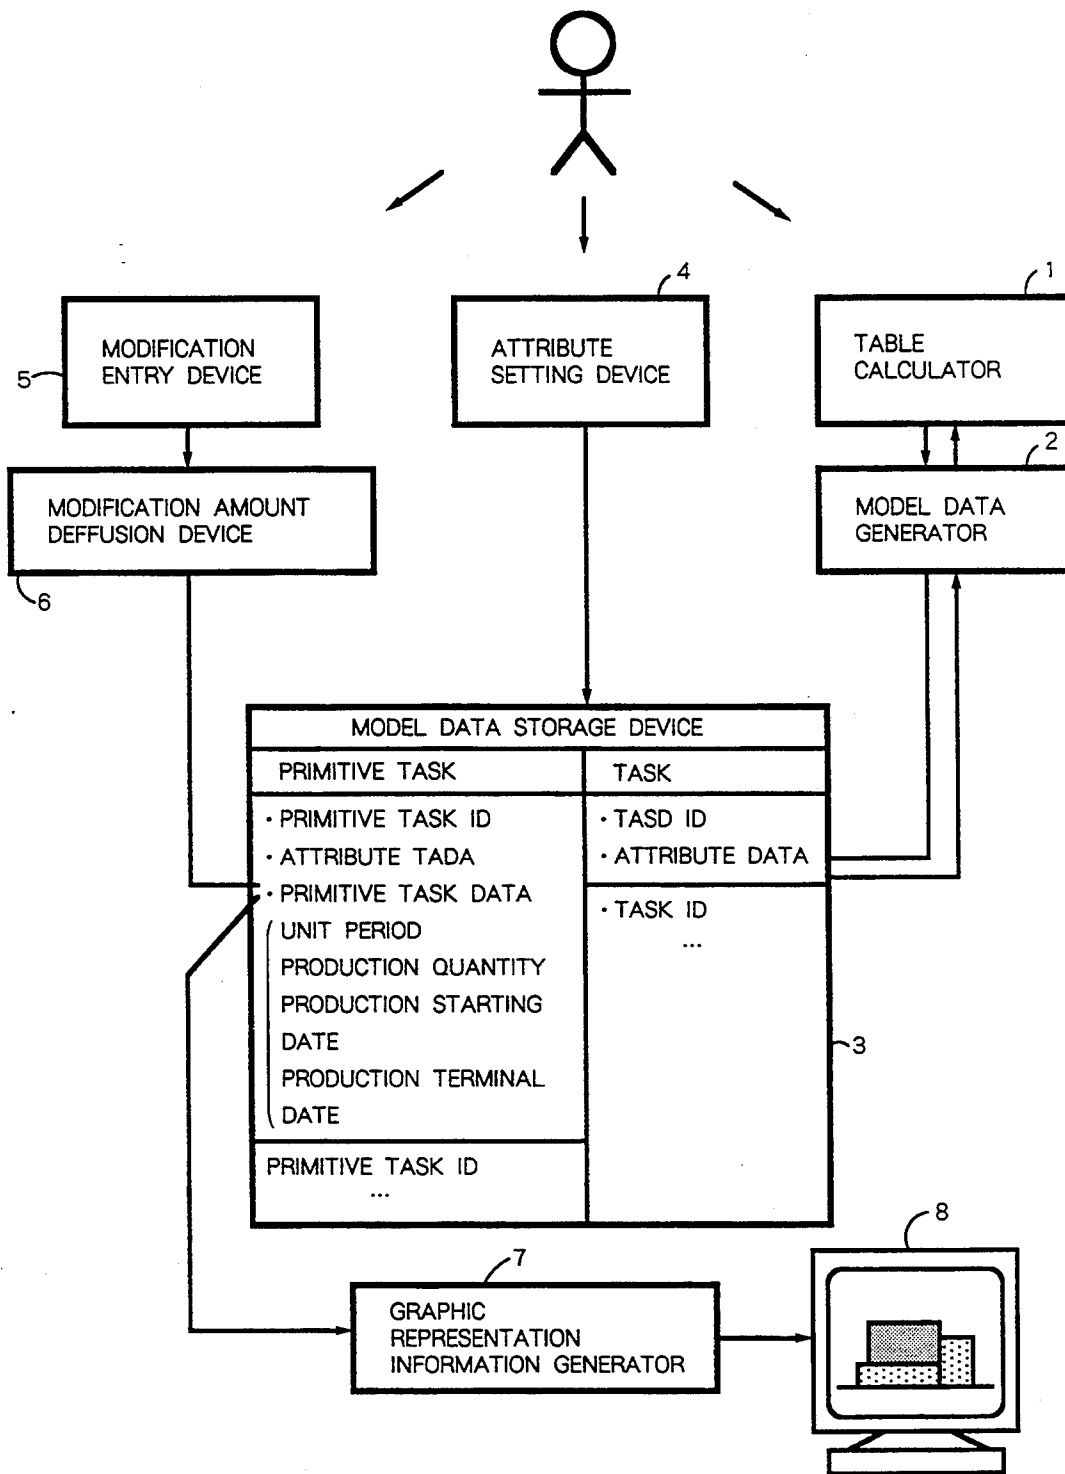 4
1
MODIFICATION
ENTRY DEVICE
5
ATTRIBUTE
SETTING DEVICE
TABLE
CALCULATOR
2
MODIFICATION AMOUNT
DEFFUSION DEVICE
6
MODEL DATA
GENERATOR
MODEL DATA STORAGE DEVICE
PRIMITIVE TASK
· PRIMITIVE TASK ID
· ATTRIBUTE TADA
· PRIMITIVE TASK DATA
UNIT PERIOD
PRODUCTION QUANTITY
PRODUCTION STARTING
DATE
PRODUCTION TERMINAL
DATE
PRIMITIVE TASK ID
...
TASK
· TASD ID
· ATTRIBUTE DATA
· TASK ID
...
3
7
GRAPHIC
REPRESENTATION
INFORMATION GENERATOR
8